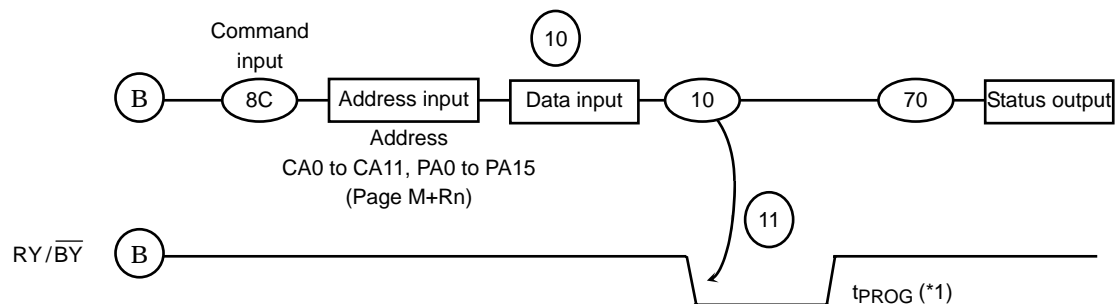 Command
input
10
B
8C
Address input
Data input
10
70
Status output
Address
CA0 to CA11, PA0 to PA15
(Page M+Rn)
11
RY/BY
B
tPROG (*1)